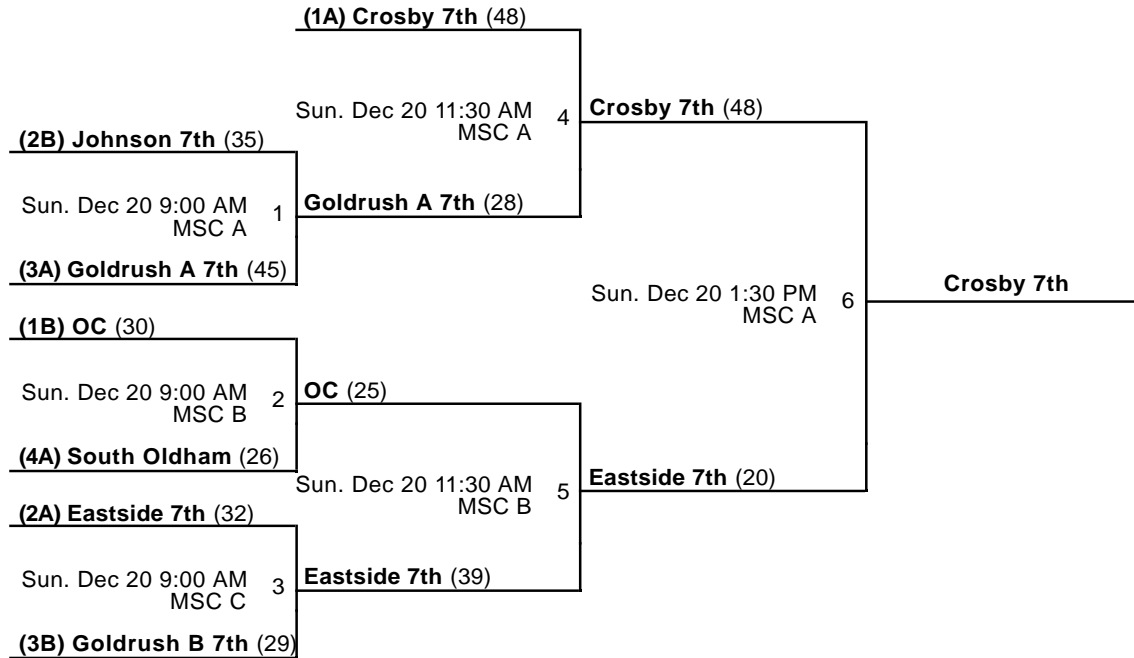 (1A) Crosby 7th (48)
Sun. Dec 20 11:30 AM
MSC A
4
Crosby 7th (48)
(2B) Johnson 7th (35)
Sun. Dec 20 9:00 AM
MSC A
1
Goldrush A 7th (28)
(3A) Goldrush A 7th (45)
Sun. Dec 20 1:30 PM
MSC A
6
Crosby 7th
(1B) OC (30)
Sun. Dec 20 9:00 AM
MSC B
2
OC (25)
(4A) South Oldham (26)
Sun. Dec 20 11:30 AM
MSC B
5
Eastside 7th (20)
(2A) Eastside 7th (32)
Sun. Dec 20 9:00 AM
MSC C
3
Eastside 7th (39)
(3B) Goldrush B 7th (29)